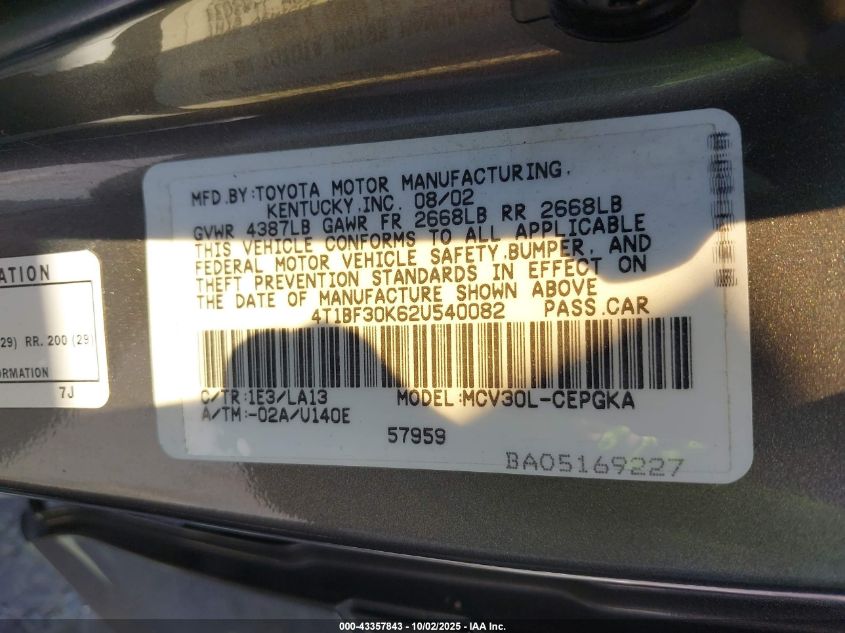 MFD.BY:TOYOTA MOTOR MANUFACTURING,
KENTUCKY,INC. 08/02
GVWR 4387LB GAWR FR 2668LB RR 2668LB
THIS VEHICLE CONFORMS TO ALL APPLICABLE
FEDERAL MOTOR VEHICLE SAFETY,BUMPER, AND
THEFT PREVENTION STANDARDS IN EFFECT ON
THE DATE OF MANUFACTURE SHOWN ABOVE
4T1BF30K62U540082 PASS.CAR
C/TR:1E3/LA13 MODEL:MCV30L-CEPGKA
A/TM:-02A/U140E
57959
BA05169227
ATION
29) RR. 200 (29)
FORMATION
7J
000-43357843 - 10/02/2025 - IAA Inc.